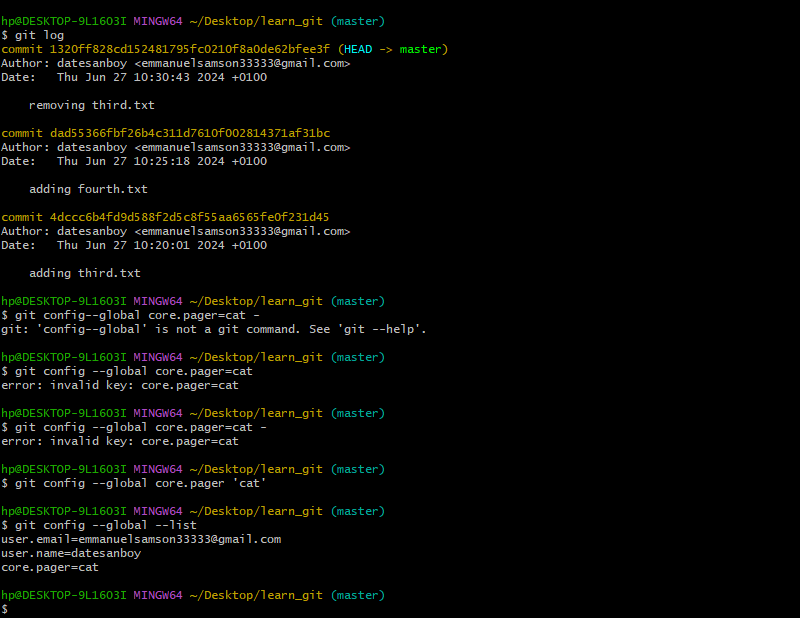 hp@DESKTOP-9L16O3I MINGW64 ~/Desktop/learn_git (master)
$ git log
commit 1320ff828cd152481795fc0210f8a0de62bfee3f (HEAD -> master)
Author: datesanboy <emmanuelsamson33333@gmail.com>
Date:   Thu Jun 27 10:30:43 2024 +0100

    removing third.txt

commit dad55366fbf26b4c311d7610f002814371af31bc
Author: datesanboy <emmanuelsamson33333@gmail.com>
Date:   Thu Jun 27 10:25:18 2024 +0100

    adding fourth.txt

commit 4dccc6b4fd9d588f2d5c8f55aa6565fe0f231d45
Author: datesanboy <emmanuelsamson33333@gmail.com>
Date:   Thu Jun 27 10:20:01 2024 +0100

    adding third.txt

hp@DESKTOP-9L16O3I MINGW64 ~/Desktop/learn_git (master)
$ git config--global core.pager=cat -
git: 'config--global' is not a git command. See 'git --help'.

hp@DESKTOP-9L16O3I MINGW64 ~/Desktop/learn_git (master)
$ git config --global core.pager=cat
error: invalid key: core.pager=cat

hp@DESKTOP-9L16O3I MINGW64 ~/Desktop/learn_git (master)
$ git config --global core.pager=cat -
error: invalid key: core.pager=cat

hp@DESKTOP-9L16O3I MINGW64 ~/Desktop/learn_git (master)
$ git config --global core.pager 'cat'

hp@DESKTOP-9L16O3I MINGW64 ~/Desktop/learn_git (master)
$ git config --global --list
user.email=emmanuelsamson33333@gmail.com
user.name=datesanboy
core.pager=cat

hp@DESKTOP-9L16O3I MINGW64 ~/Desktop/learn_git (master)
$